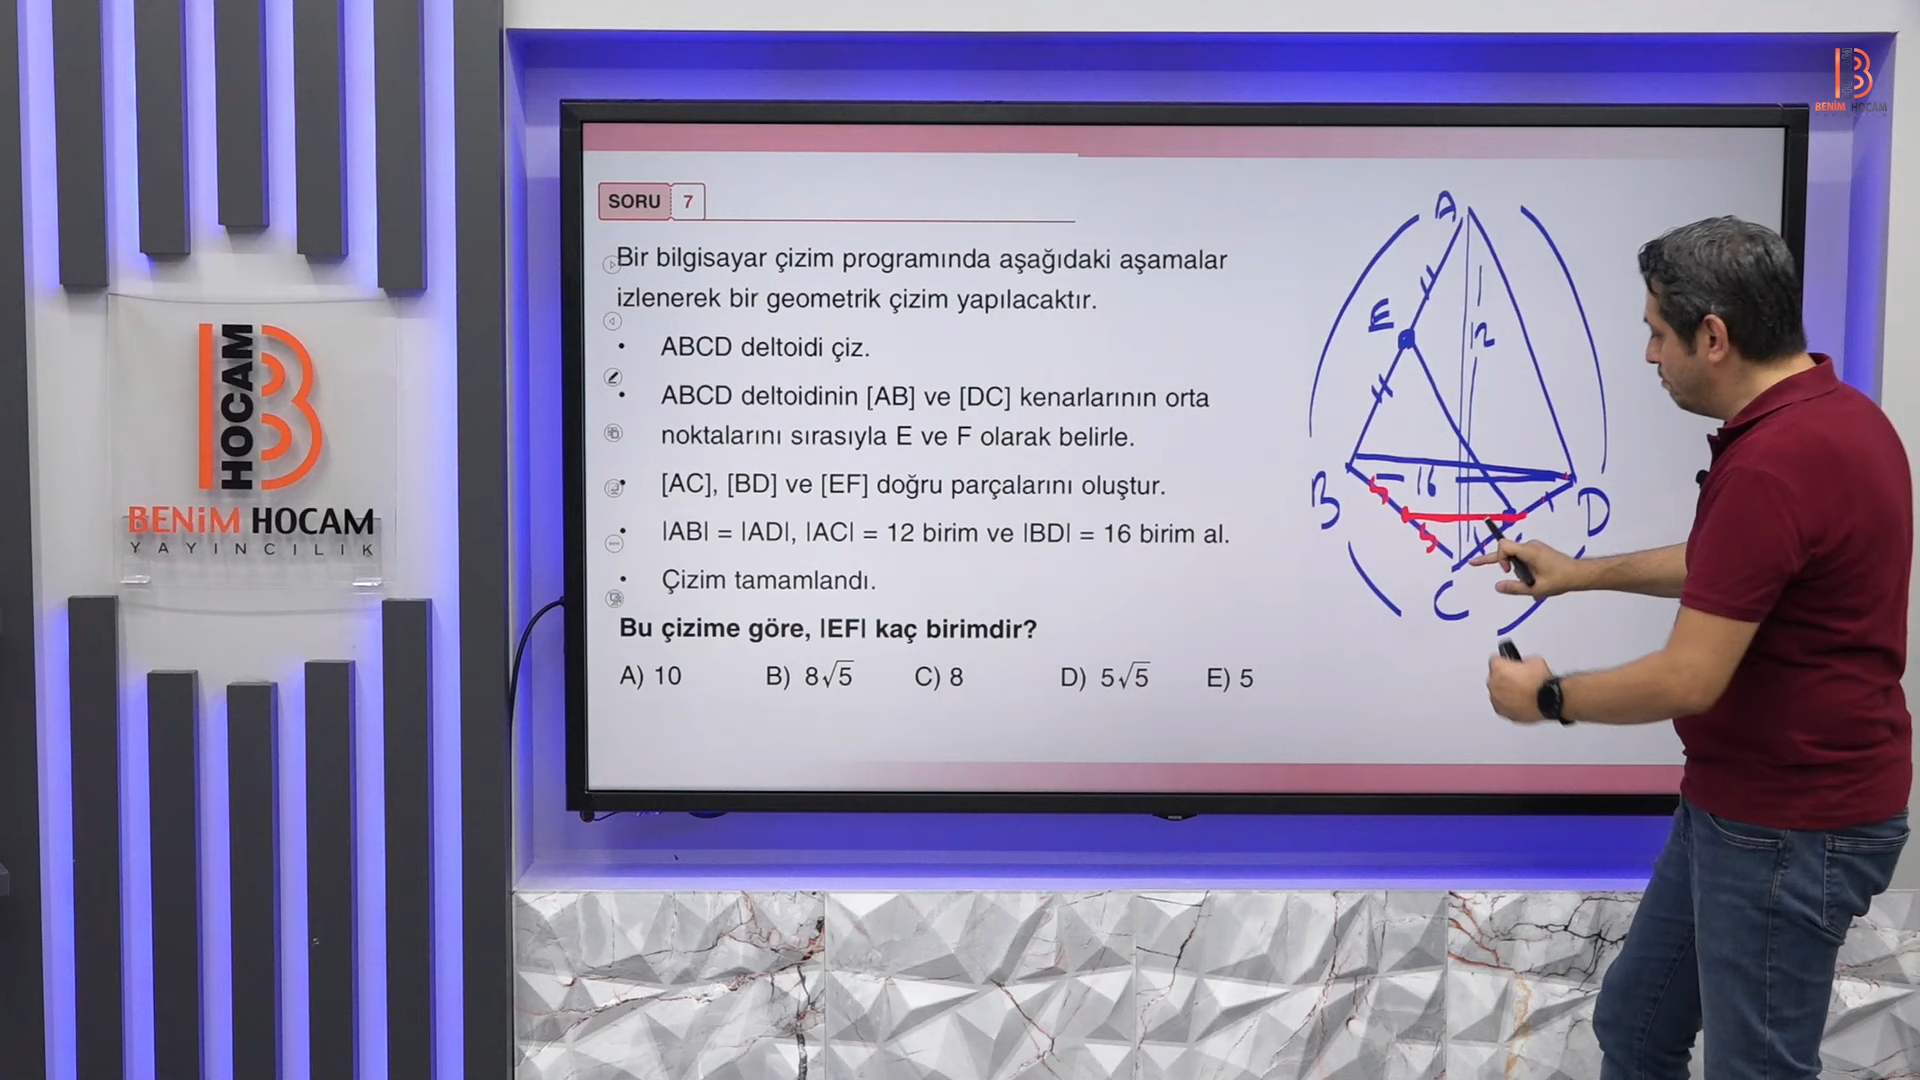 BENİM HOCAM
SORU 7
Bir bilgisayar çizim programında aşağıdaki aşamalar
izlenerek bir geometrik çizim yapılacaktır.
• ABCD deltoidi çiz.
• ABCD deltoidinin [AB] ve [DC] kenarlarının orta
noktalarını sırasıyla E ve F olarak belirle.
• [AC], [BD] ve [EF] doğru parçalarını oluştur.
• |AB| = |AD|, |AC| = 12 birim ve |BD| = 16 birim al.
• Çizim tamamlandı.
Bu çizime göre, |EF| kaç birimdir?
A) 10 B) 8√5 C) 8 D) 5√5 E) 5
A
E
12
B
16
D
C
B
HOCAM
BENİM HOCAM
YAYINCILIK